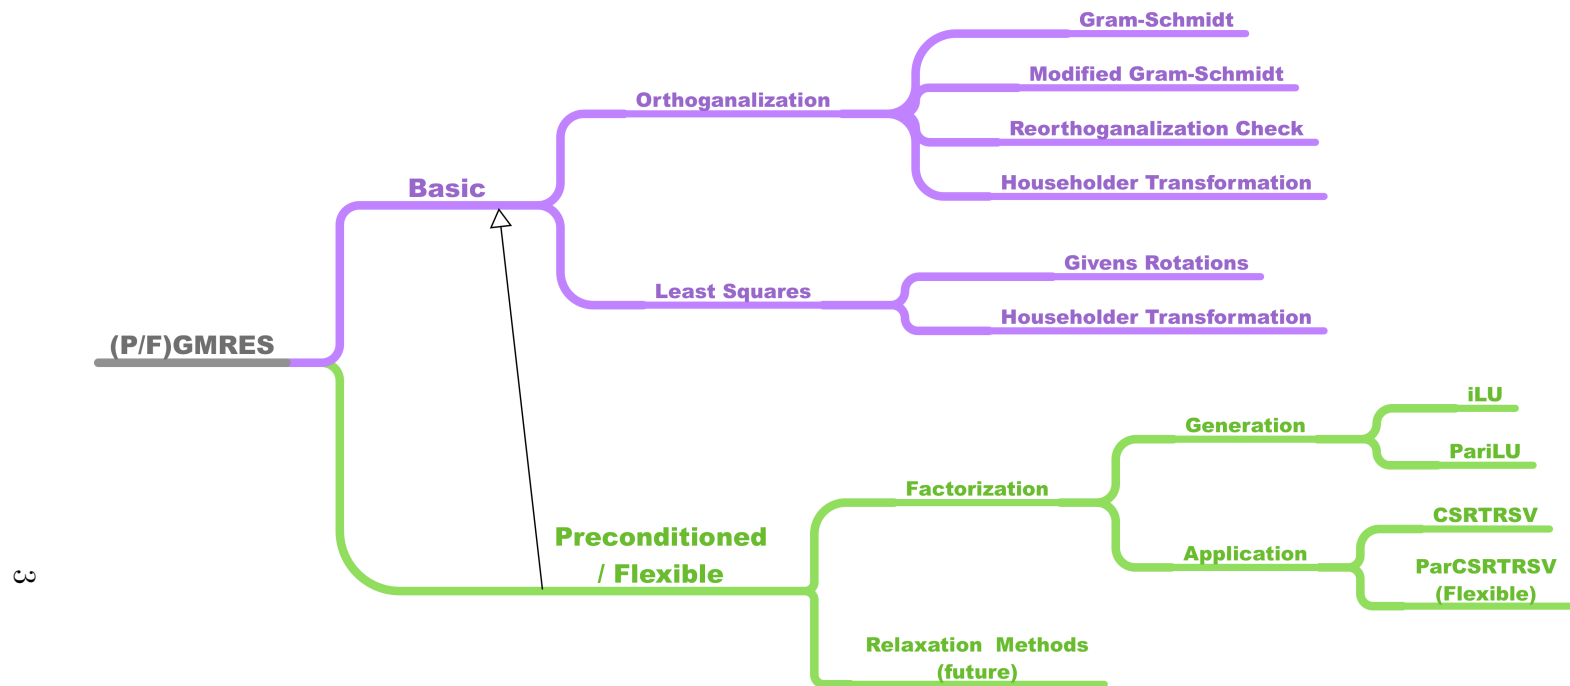 Gram-Schmidt
Modified Gram-Schmidt
Orthoganalization
Reorthoganalization Check
Householder Transformation
Basic
Givens Rotations
Least Squares
Householder Transformation
(P/F)GMRES
iLU
Generation
PariLU
Factorization
CSRTRSV
Application
ParCSRTRSV
(Flexible)
Preconditioned
/ Flexible
Relaxation Methods
(future)
3